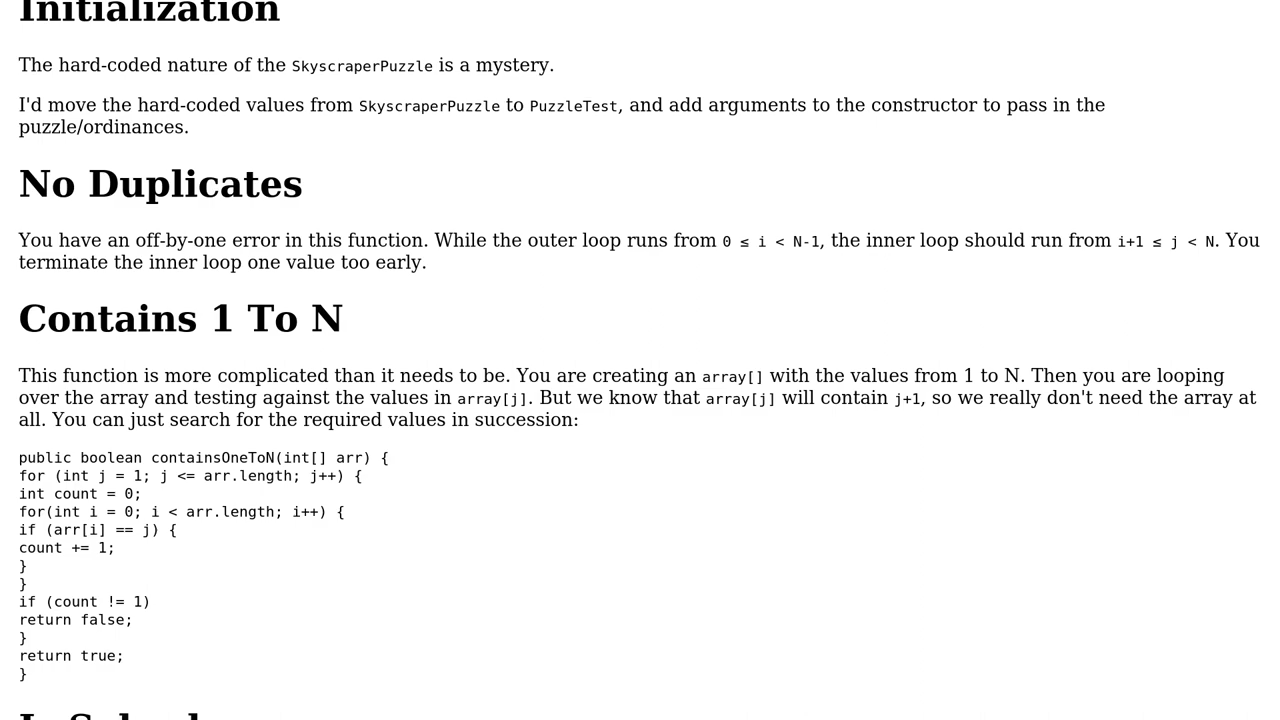 Initialization
The hard-coded nature of the SkyscraperPuzzle is a mystery.
I'd move the hard-coded values from SkyscraperPuzzle to PuzzleTest, and add arguments to the constructor to pass in the
puzzle/ordinances.
No Duplicates
You have an off-by-one error in this function. While the outer loop runs from 0 ≤ i < N-1, the inner loop should run from i+1 ≤ j < N. You
terminate the inner loop one value too early.
Contains 1 To N
This function is more complicated than it needs to be. You are creating an array[] with the values from 1 to N. Then you are looping
over the array and testing against the values in array[j]. But we know that array[j] will contain j+1, so we really don't need the array at
all. You can just search for the required values in succession:
public boolean containsOneToN(int[] arr) {
for (int j = 1; j <= arr.length; j++) {
int count = 0;
for(int i = 0; i < arr.length; i++) {
if (arr[i] == j) {
count += 1;
}
}
if (count != 1)
return false;
}
return true;
}